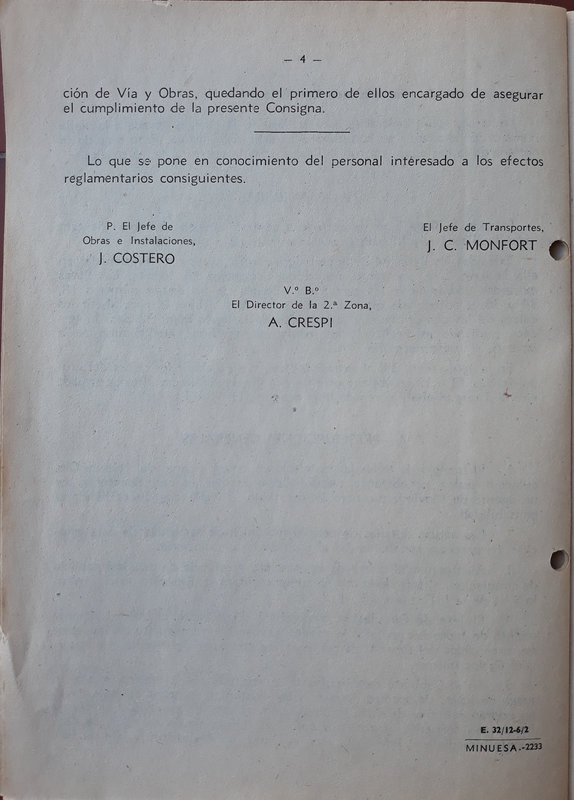 — 4 —
ción de Vía y Obras, quedando el primero de ellos encargado de asegurar
el cumplimiento de la presente Consigna.
Lo que se pone en conocimiento del personal interesado a los efectos
reglamentarios consiguientes.
P. El Jefe de
Obras e Instalaciones,
J. COSTERO
El Jefe de Transportes,
J. C. MONFORT
V.º B.º
El Director de la 2.ª Zona,
A. CRESPI
E. 32/12-6/2
MINUESA.-2233